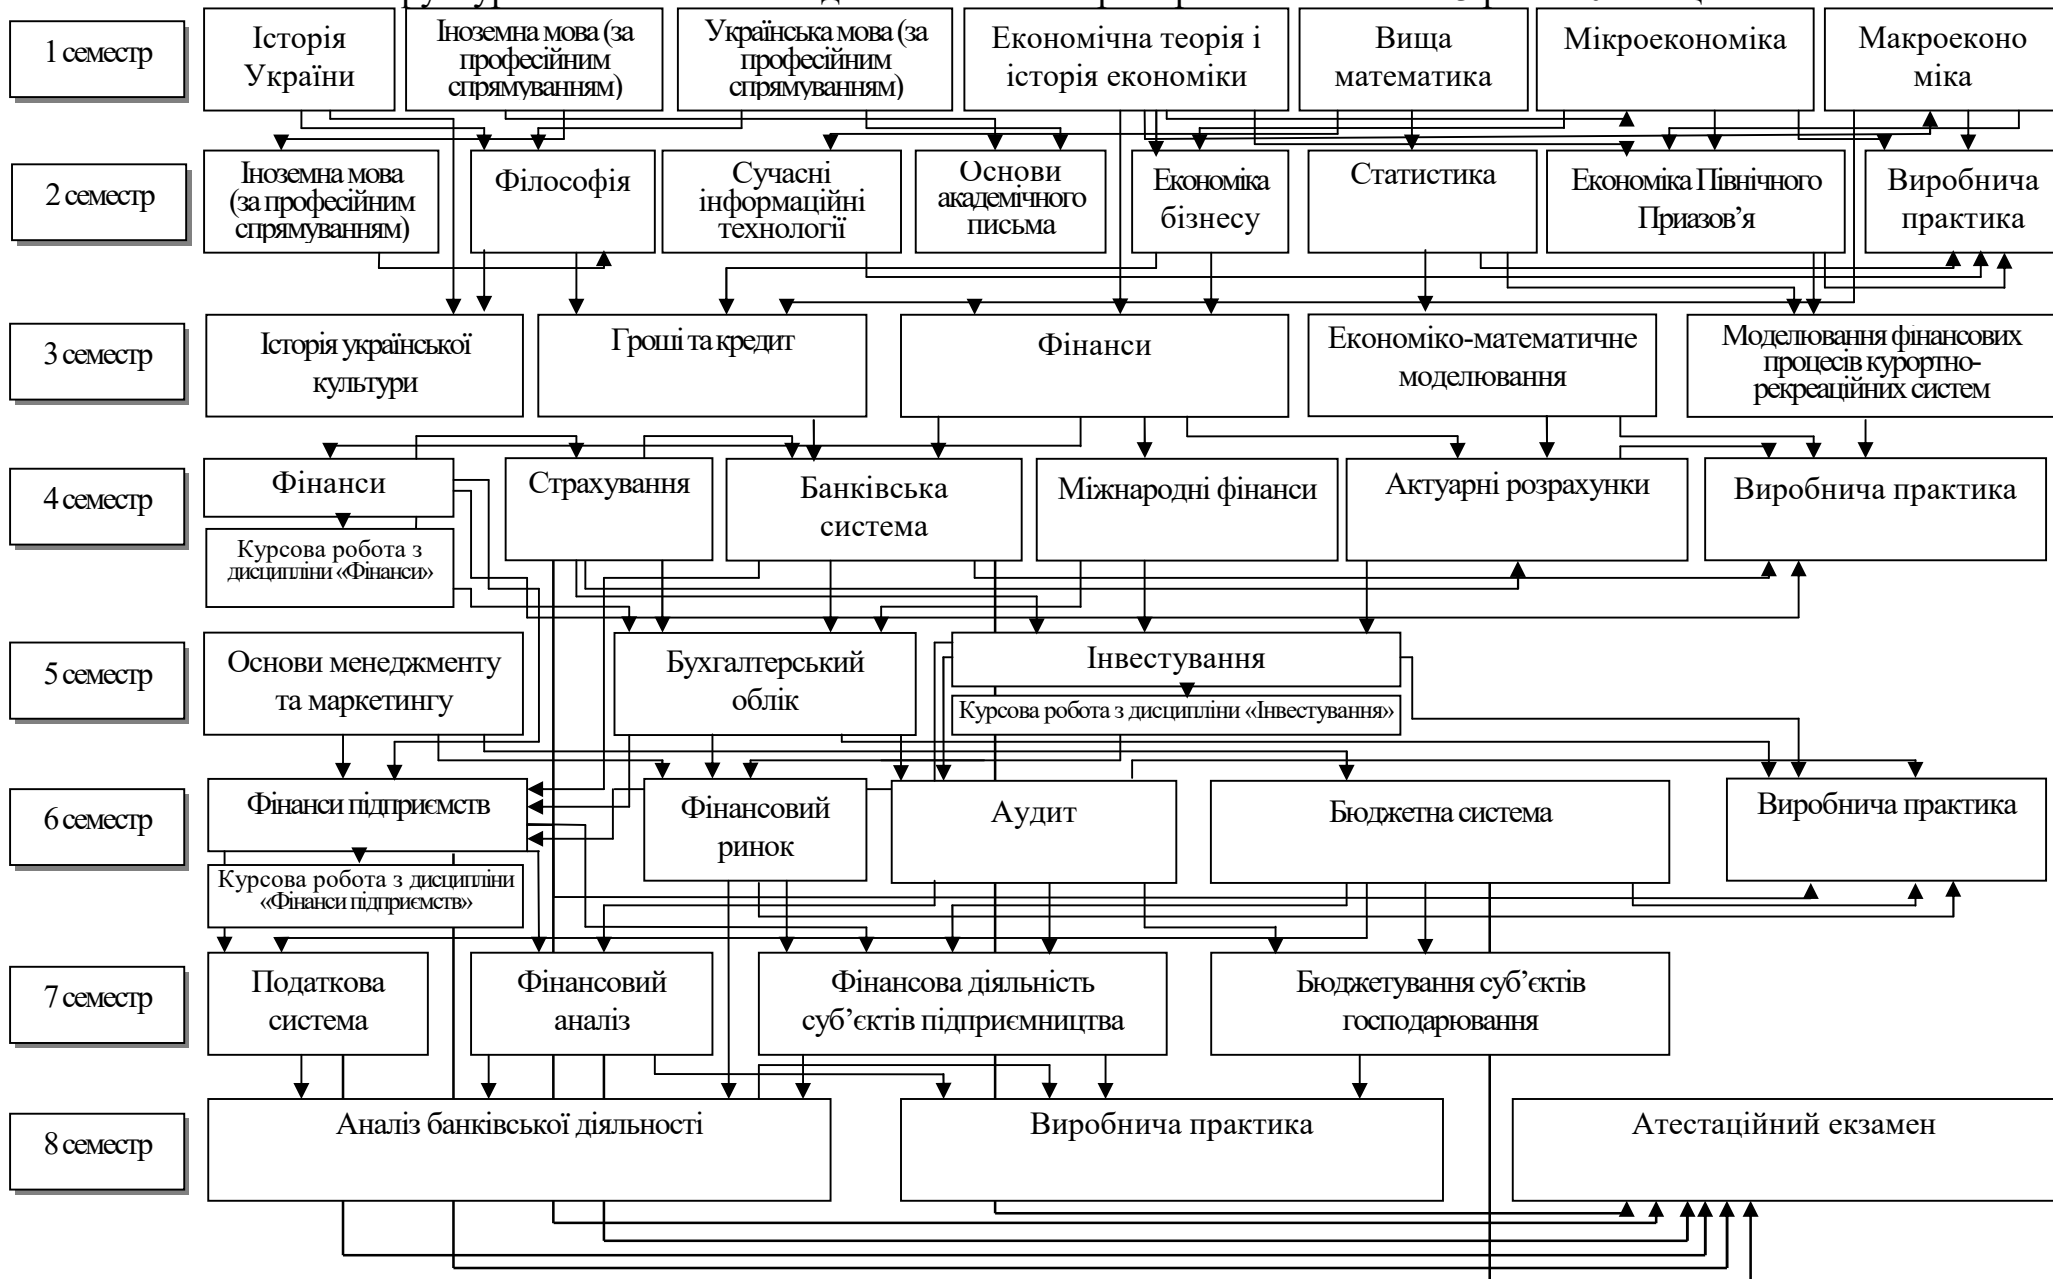 1 семестр
Історія
України
Іноземна мова (за
професійним
спрямуванням)
Українська мова (за
професійним
спрямуванням)
Економічна теорія і
історія економіки
Вища
математика
Мікроекономіка
Макроеконо
міка
2 семестр
Іноземна мова
(за професійним
спрямуванням)
Філософія
Сучасні
інформаційні
технології
Основи
академічного
письма
Економіка
бізнесу
Статистика
Економіка Північного
Приазов’я
Виробнича
практика
3 семестр
Історія української
культури
Гроші та кредит
Фінанси
Економіко-математичне
моделювання
Моделювання фінансових
процесів курортно-
рекреаційних систем
4 семестр
Фінанси
Курсова робота з
дисципліни «Фінанси»
Страхування
Банківська
система
Міжнародні фінанси
Актуарні розрахунки
Виробнича практика
5 семестр
Основи менеджменту
та маркетингу
Бухгалтерський
облік
Інвестування
Курсова робота з дисципліни «Інвестування»
6 семестр
Фінанси підприємств
Курсова робота з дисципліни
«Фінанси підприємств»
Фінансовий
ринок
Аудит
Бюджетна система
Виробнича практика
7 семестр
Податкова
система
Фінансовий
аналіз
Фінансова діяльність
суб’єктів підприємництва
Бюджетування суб’єктів
господарювання
8 семестр
Аналіз банківської діяльності
Виробнича практика
Атестаційний екзамен